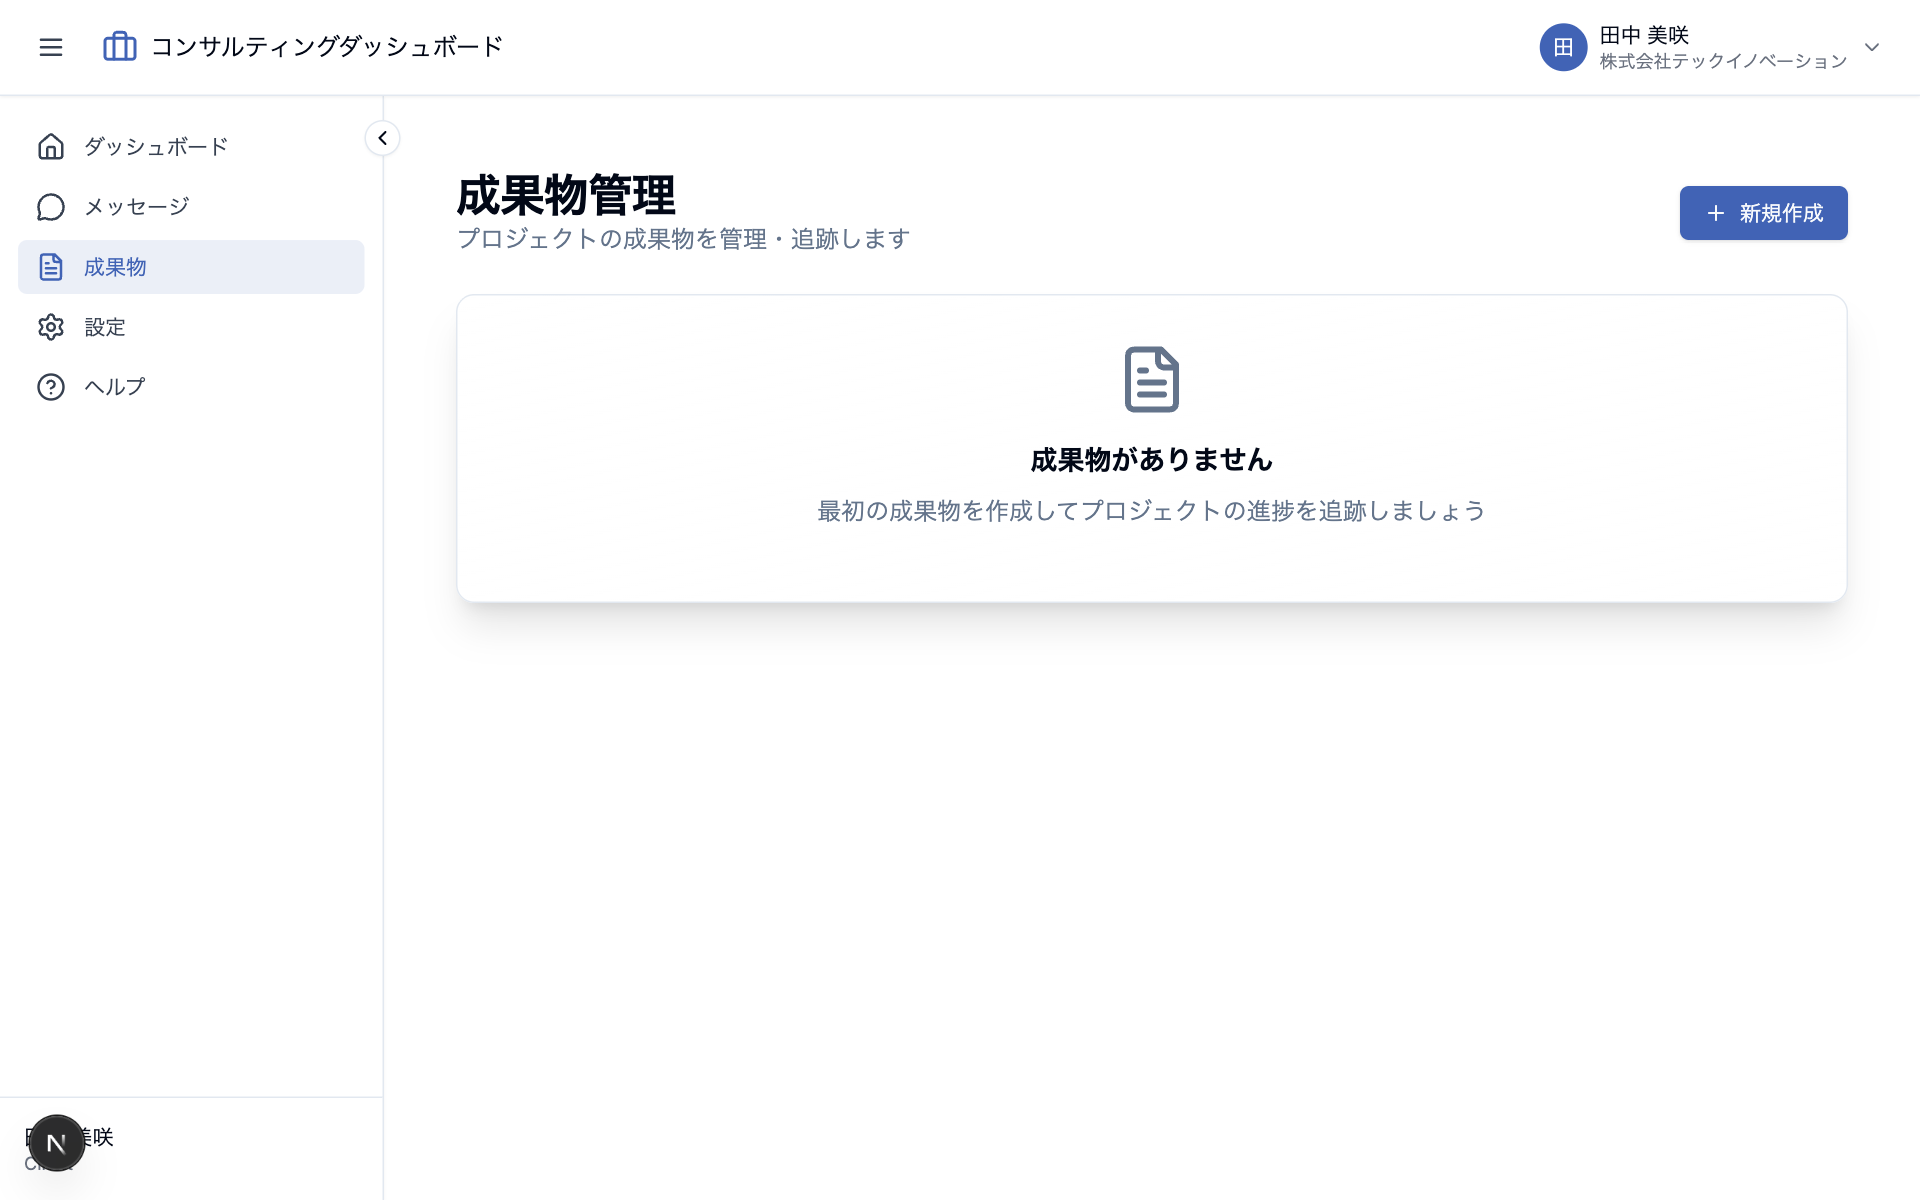 コンサルティングダッシュボード
田
田中 美咲
株式会社テックイノベーション
ダッシュボード
メッセージ
成果物
設定
ヘルプ
成果物管理
プロジェクトの成果物を管理・追跡します
新規作成
成果物がありません
最初の成果物を作成してプロジェクトの進捗を追跡しましょう
美咲
N